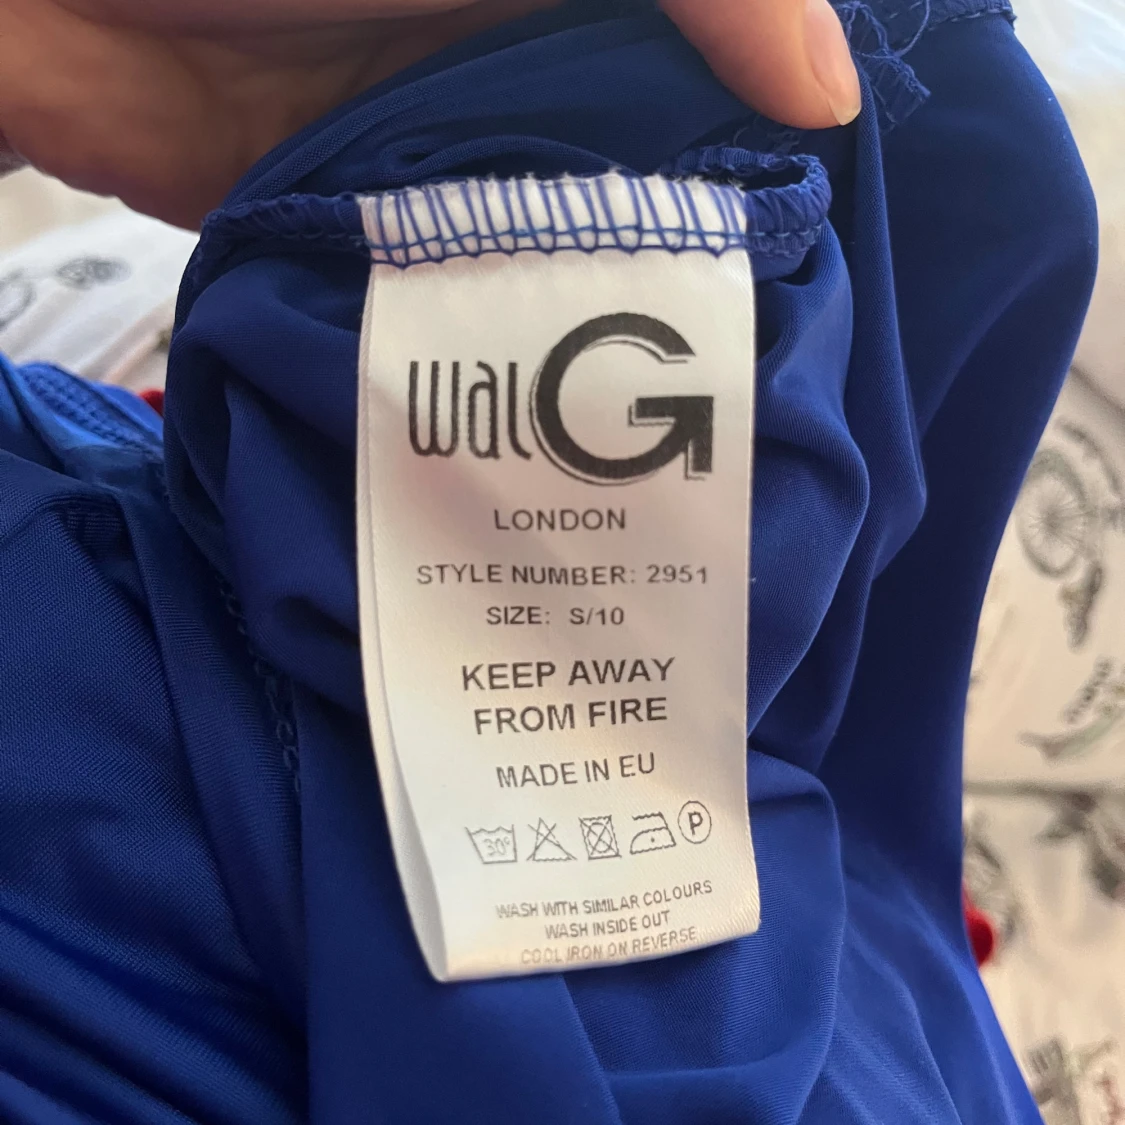 walG
LONDON
STYLE NUMBER: 2951
SIZE: S/10
KEEP AWAY
FROM FIRE
MADE IN EU
30° P
WASH WITH SIMILAR COLOURS
WASH INSIDE OUT
COOL IRON ON REVERSE